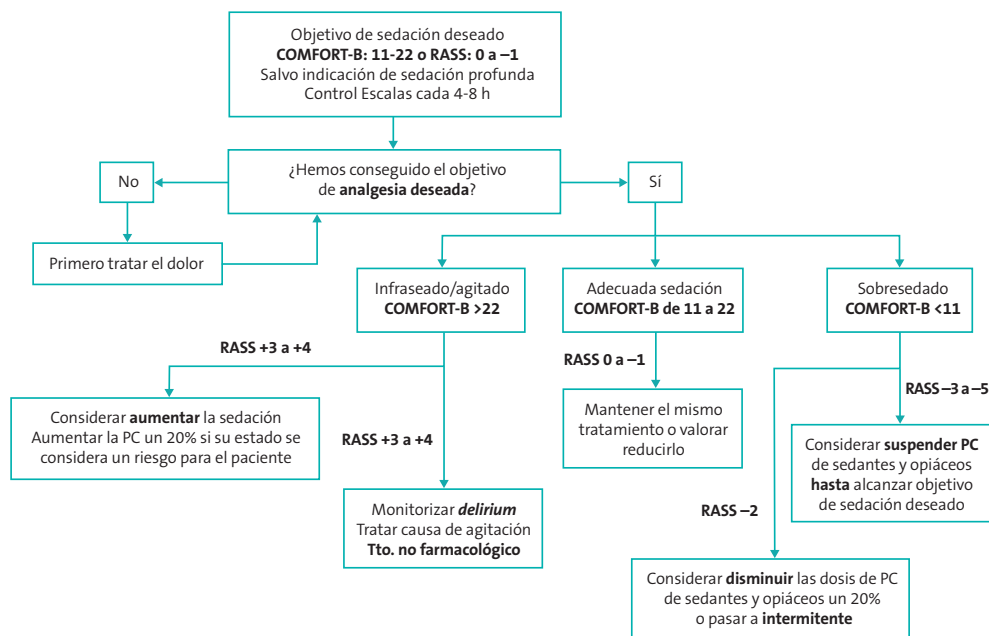 Objetivo de sedación deseado
COMFORT-B: 11-22 o RASS: 0 a –1
Salvo indicación de sedación profunda
Control Escalas cada 4-8 h
¿Hemos conseguido el objetivo
de analgesia deseada?
No
Sí
Primero tratar el dolor
Infraseado/agitado
COMFORT-B >22
Adecuada sedación
COMFORT-B de 11 a 22
Sobresedado
COMFORT-B <11
RASS +3 a +4
Considerar aumentar la sedación
Aumentar la PC un 20% si su estado se
considera un riesgo para el paciente
RASS +3 a +4
Monitorizar delirium
Tratar causa de agitación
Tto. no farmacológico
RASS 0 a –1
Mantener el mismo
tratamiento o valorar
reducirlo
RASS –3 a –5
Considerar suspender PC
de sedantes y opiáceos
hasta alcanzar objetivo
de sedación deseado
RASS –2
Considerar disminuir las dosis de PC
de sedantes y opiáceos un 20%
o pasar a intermitente